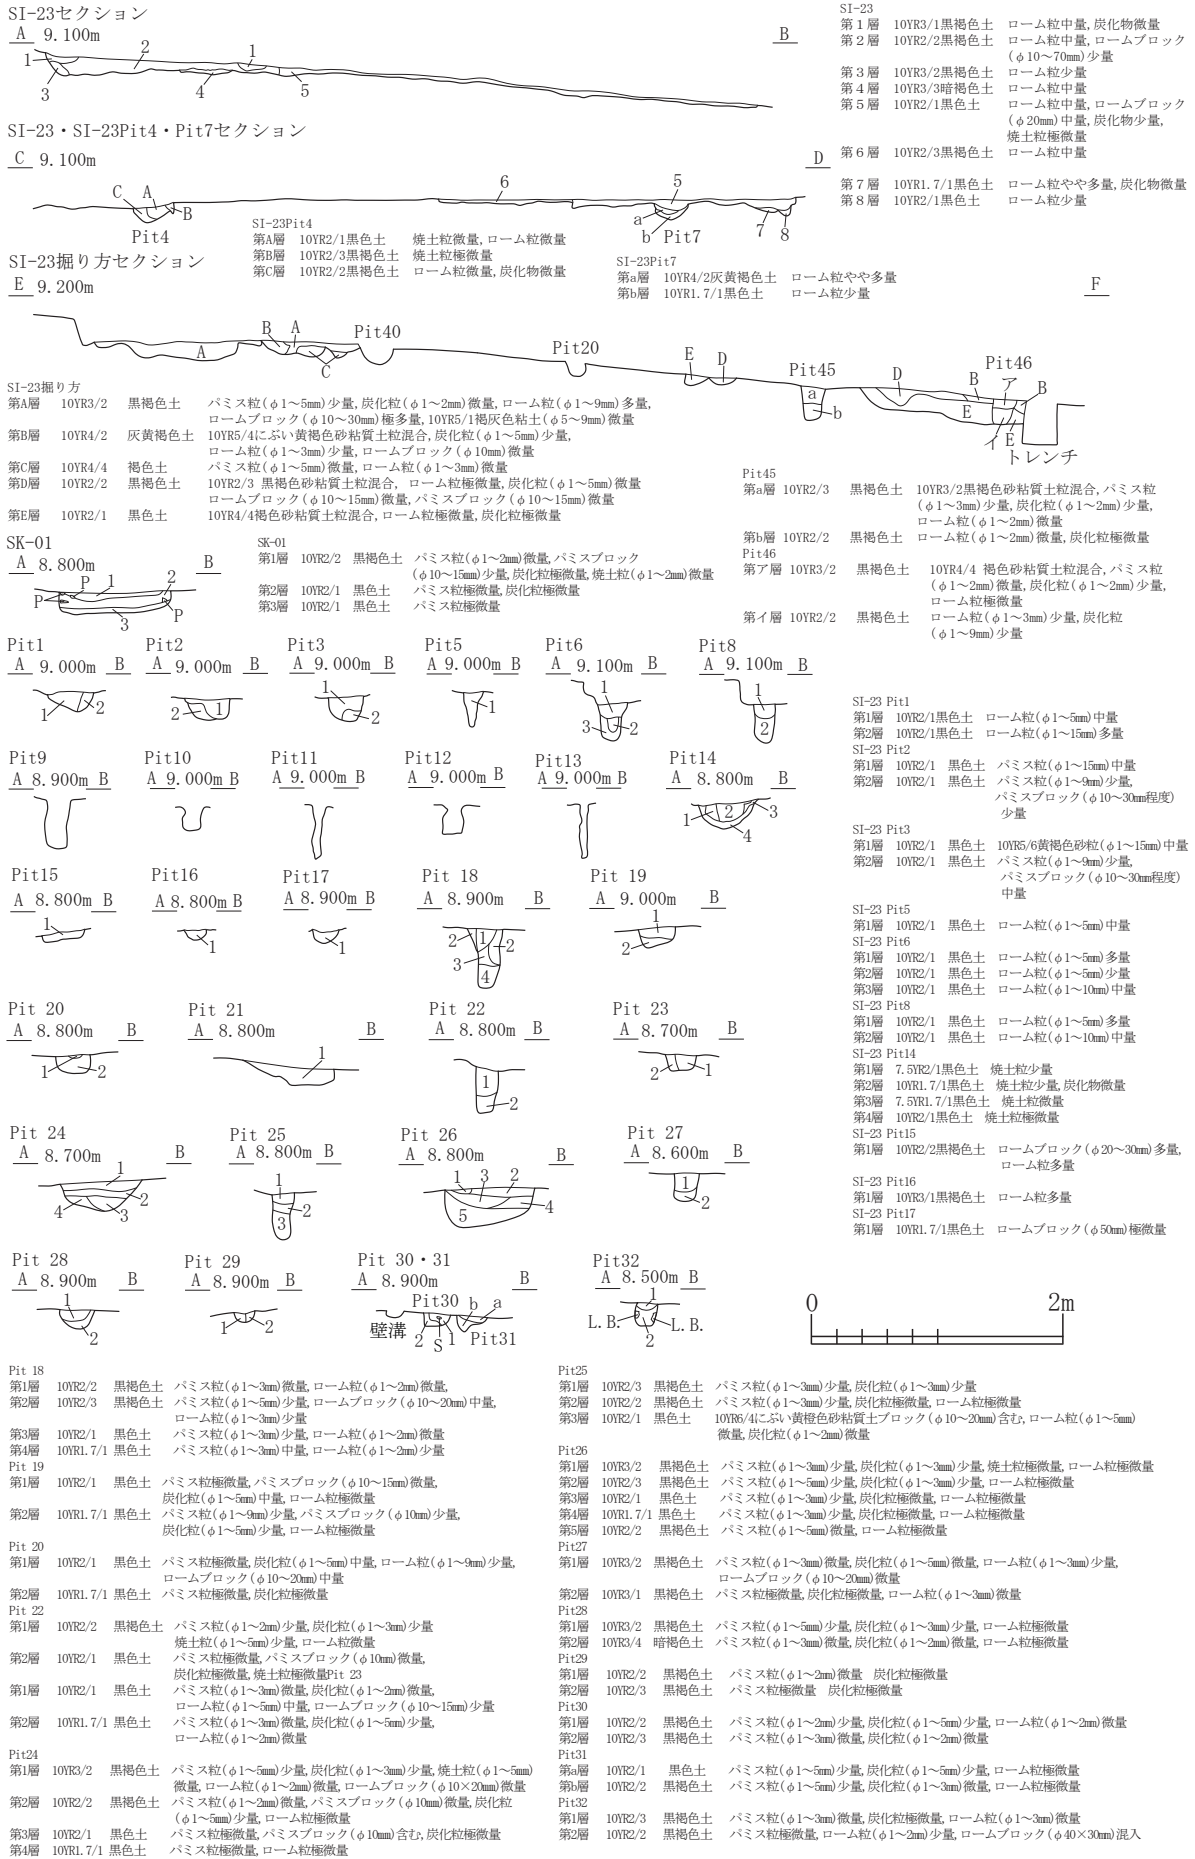 SI-23セクション
A 9.100m B
1 2 1
3 4 5
SI-23
第1層 10YR3/1黒褐色土 ローム粒中量,炭化物微量
第2層 10YR2/2黒褐色土 ローム粒中量,ロームブロック
(φ10〜70mm)少量
第3層 10YR3/2黒褐色土 ローム粒少量
第4層 10YR3/3暗褐色土 ローム粒中量
第5層 10YR2/1黒色土 ローム粒中量,ロームブロック
(φ20mm)中量,炭化物少量,
焼土粒極微量
第6層 10YR2/3黒褐色土 ローム粒中量
第7層 10YR1.7/1黒色土 ローム粒やや多量,炭化物微量
第8層 10YR2/1黒色土 ローム粒少量
SI-23・SI-23Pit4・Pit7セクション
C 9.100m D
C A B 6 5
Pit4 a b Pit7 7 8
SI-23Pit4
第A層 10YR2/1黒色土 焼土粒微量,ローム粒微量
第B層 10YR2/3黒褐色土 焼土粒極微量
第C層 10YR2/2黒褐色土 ローム粒微量,炭化物微量
SI-23Pit7
第a層 10YR4/2灰黄褐色土 ローム粒やや多量
第b層 10YR1.7/1黒色土 ローム粒少量
SI-23掘り方セクション
E 9.200m F
A B A C Pit40 Pit20 E D Pit45 a b D Pit46 B ア B E イ E
トレンチ
SI-23掘り方
第A層 10YR3/2 黒褐色土 パミス粒(φ1〜5mm)少量,炭化粒(φ1〜2mm)微量,ローム粒(φ1〜9mm)多量,
ロームブロック(φ10〜30mm)極多量,10YR5/1褐灰色粘土(φ5〜9mm)微量
第B層 10YR4/2 灰黄褐色土 10YR5/4にぶい黄褐色砂粘質土粒混合,炭化粒(φ1〜5mm)少量,
ローム粒(φ1〜3mm)少量,ロームブロック(φ10mm)微量
第C層 10YR4/4 褐色土 パミス粒(φ1〜5mm)微量,ローム粒(φ1〜3mm)微量
第D層 10YR2/2 黒褐色土 10YR2/3 黒褐色砂粘質土粒混合, ローム粒極微量,炭化粒(φ1〜5mm)微量
ロームブロック(φ10〜15mm)微量,パミスブロック(φ10〜15mm)微量
第E層 10YR2/1 黒色土 10YR4/4褐色砂粘質土粒混合,ローム粒極微量,炭化粒極微量
Pit45
第a層 10YR2/3 黒褐色土 10YR3/2黒褐色砂粘質土粒混合,パミス粒
(φ1〜3mm)少量,炭化粒(φ1〜2mm)少量,
ローム粒(φ1〜2mm)微量
第b層 10YR2/2 黒褐色土 ローム粒(φ1〜2mm)微量,炭化粒極微量
Pit46
第ア層 10YR3/2 黒褐色土 10YR4/4 褐色砂粘質土粒混合,パミス粒
(φ1〜2mm)微量,炭化粒(φ1〜2mm)少量,
ローム粒極微量
第イ層 10YR2/2 黒褐色土 ローム粒(φ1〜3mm)少量,炭化粒
(φ1〜9mm)少量
SK-01
A 8.800m B
P 1 2
P 3 P
SK-01
第1層 10YR2/2 黒褐色土 パミス粒(φ1〜2mm)微量,パミスブロック
(φ10〜15mm)少量,炭化粒極微量,焼土粒(φ1〜2mm)微量
第2層 10YR2/1 黒色土 パミス粒極微量,炭化粒極微量
第3層 10YR2/1 黒色土 パミス粒極微量
Pit1 Pit2 Pit3 Pit5 Pit6 Pit8
A 9.000m B A 9.000m B A 9.000m B A 9.000m B A 9.100m B A 9.100m B
1 2 2 1 1 2 1 1 3 2 1 2
Pit9 Pit10 Pit11 Pit12 Pit13 Pit14
A 8.900m B A 9.000m B A 9.000m B A 9.000m B A 9.000m B A 8.800m B
1 2 3 4
Pit15 Pit16 Pit17 Pit 18 Pit 19
A 8.800m B A 8.800m B A 8.900m B A 8.900m B A 9.000m B
1 1 1 2 1 2 3 4 1 2
Pit 20 Pit 21 Pit 22 Pit 23
A 8.800m B A 8.800m B A 8.800m B A 8.700m B
1 2 1 1 2 2 1
Pit 24 Pit 25 Pit 26 Pit 27
A 8.700m B A 8.800m B A 8.800m B A 8.600m B
1 2 4 3 1 2 3 1 3 2 5 4 1 2
Pit 28 Pit 29 Pit 30・31 Pit32
A 8.900m B A 8.900m B A 8.900m B A 8.500m B
1 2 1 2 壁溝 Pit30 b a 2 S 1 Pit31 1 L.B. 2 L.B.
0 2m
SI-23 Pit1
第1層 10YR2/1黒色土 ローム粒(φ1〜5mm)中量
第2層 10YR2/1黒色土 ローム粒(φ1〜15mm)多量
SI-23 Pit2
第1層 10YR2/1 黒色土 パミス粒(φ1〜15mm)中量
第2層 10YR2/1 黒色土 パミス粒(φ1〜9mm)少量,
パミスブロック(φ10〜30mm程度)
少量
SI-23 Pit3
第1層 10YR2/1 黒色土 10YR5/6黄褐色砂粒(φ1〜15mm)中量
第2層 10YR2/1 黒色土 パミス粒(φ1〜9mm)少量,
パミスブロック(φ10〜30mm程度)
中量
SI-23 Pit5
第1層 10YR2/1 黒色土 ローム粒(φ1〜5mm)中量
SI-23 Pit6
第1層 10YR2/1 黒色土 ローム粒(φ1〜5mm)多量
第2層 10YR2/1 黒色土 ローム粒(φ1〜5mm)少量
第3層 10YR2/1 黒色土 ローム粒(φ1〜10mm)中量
SI-23 Pit8
第1層 10YR2/1 黒色土 ローム粒(φ1〜5mm)多量
第2層 10YR2/1 黒色土 ローム粒(φ1〜10mm)中量
SI-23 Pit14
第1層 7.5YR2/1黒色土 焼土粒少量
第2層 10YR1.7/1黒色土 焼土粒少量,炭化物微量
第3層 7.5YR1.7/1黒色土 焼土粒微量
第4層 10YR2/1黒色土 焼土粒極微量
SI-23 Pit15
第1層 10YR2/2黒褐色土 ロームブロック(φ20〜30mm)多量,
ローム粒多量
SI-23 Pit16
第1層 10YR3/1黒褐色土 ローム粒多量
SI-23 Pit17
第1層 10YR1.7/1黒色土 ロームブロック(φ50mm)極微量
Pit 18
第1層 10YR2/2 黒褐色土 パミス粒(φ1〜3mm)微量,ローム粒(φ1〜2mm)微量,
第2層 10YR2/3 黒褐色土 パミス粒(φ1〜5mm)少量,ロームブロック(φ10〜20mm)中量,
ローム粒(φ1〜3mm)少量
第3層 10YR2/1 黒色土 パミス粒(φ1〜3mm)少量,ローム粒(φ1〜2mm)微量
第4層 10YR1.7/1 黒色土 パミス粒(φ1〜3mm)中量,ローム粒(φ1〜2mm)少量
Pit 19
第1層 10YR2/1 黒色土 パミス粒極微量,パミスブロック(φ10〜15mm)微量,
炭化粒(φ1〜5mm)中量,ローム粒極微量
第2層 10YR1.7/1 黒色土 パミス粒(φ1〜9mm)少量,パミスブロック(φ10mm)少量,
炭化粒(φ1〜5mm)少量,ローム粒極微量
Pit 20
第1層 10YR2/1 黒色土 パミス粒極微量,炭化粒(φ1〜5mm)中量,ローム粒(φ1〜9mm)少量,
ロームブロック(φ10〜20mm)中量
第2層 10YR1.7/1 黒色土 パミス粒極微量,炭化粒極微量
Pit 22
第1層 10YR2/2 黒褐色土 パミス粒(φ1〜2mm)少量,炭化粒(φ1〜3mm)少量
焼土粒(φ1〜5mm)少量,ローム粒微量
第2層 10YR2/1 黒色土 パミス粒極微量,パミスブロック(φ10mm)微量,
炭化粒極微量,焼土粒極微量Pit 23
第1層 10YR2/1 黒色土 パミス粒(φ1〜3mm)微量,炭化粒(φ1〜2mm)微量,
ローム粒(φ1〜5mm)中量,ロームブロック(φ10〜15mm)少量
第2層 10YR1.7/1 黒色土 パミス粒(φ1〜3mm)微量,炭化粒(φ1〜5mm)少量,
ローム粒(φ1〜2mm)微量
Pit24
第1層 10YR3/2 黒褐色土 パミス粒(φ1〜5mm)少量,炭化粒(φ1〜3mm)少量,焼土粒(φ1〜5mm)
微量,ローム粒(φ1〜2mm)微量,ロームブロック(φ10×20mm)微量
第2層 10YR2/2 黒褐色土 パミス粒(φ1〜2mm)微量,パミスブロック(φ10mm)微量,炭化粒
(φ1〜5mm)少量,ローム粒極微量
第3層 10YR2/1 黒色土 パミス粒極微量,パミスブロック(φ10mm)含む,炭化粒極微量
第4層 10YR1.7/1 黒色土 パミス粒極微量,ローム粒極微量
Pit25
第1層 10YR2/3 黒褐色土 パミス粒(φ1〜3mm)少量,炭化粒(φ1〜3mm)少量
第2層 10YR2/2 黒褐色土 パミス粒(φ1〜3mm)少量,炭化粒極微量,ローム粒極微量
第3層 10YR2/1 黒色土 10YR6/4にぶい黄橙色砂粘質土ブロック(φ10〜20mm)含む,ローム粒(φ1〜5mm)
微量,炭化粒(φ1〜2mm)微量
Pit26
第1層 10YR3/2 黒褐色土 パミス粒(φ1〜3mm)少量,炭化粒(φ1〜3mm)少量,焼土粒極微量,ローム粒極微量
第2層 10YR2/3 黒褐色土 パミス粒(φ1〜5mm)少量,炭化粒(φ1〜3mm)少量,ローム粒極微量
第3層 10YR2/1 黒色土 パミス粒(φ1〜3mm)少量,炭化粒極微量,ローム粒極微量
第4層 10YR1.7/1 黒色土 パミス粒(φ1〜3mm)少量,炭化粒極微量,ローム粒極微量
第5層 10YR2/2 黒褐色土 パミス粒(φ1〜5mm)微量,ローム粒極微量
Pit27
第1層 10YR3/2 黒褐色土 パミス粒(φ1〜3mm)微量,炭化粒(φ1〜5mm)微量,ローム粒(φ1〜3mm)少量,
ロームブロック(φ10〜20mm)微量
第2層 10YR3/1 黒褐色土 パミス粒極微量,炭化粒極微量,ローム粒(φ1〜3mm)微量
Pit28
第1層 10YR3/2 黒褐色土 パミス粒(φ1〜5mm)少量,炭化粒(φ1〜3mm)少量,ローム粒極微量
第2層 10YR3/4 暗褐色土 パミス粒(φ1〜3mm)微量,炭化粒(φ1〜2mm)微量,ローム粒極微量
Pit29
第1層 10YR2/2 黒褐色土 パミス粒(φ1〜2mm)微量 炭化粒極微量
第2層 10YR2/3 黒褐色土 パミス粒極微量 炭化粒極微量
Pit30
第1層 10YR2/2 黒褐色土 パミス粒(φ1〜2mm)少量,炭化粒(φ1〜5mm)少量,ローム粒(φ1〜2mm)微量
第2層 10YR2/3 黒褐色土 パミス粒(φ1〜3mm)微量,炭化粒(φ1〜2mm)微量
Pit31
第a層 10YR2/1 黒色土 パミス粒(φ1〜5mm)少量,炭化粒(φ1〜5mm)少量,ローム粒極微量
第b層 10YR2/2 黒褐色土 パミス粒(φ1〜5mm)少量,炭化粒(φ1〜3mm)微量,ローム粒極微量
Pit32
第1層 10YR2/3 黒褐色土 パミス粒(φ1〜3mm)微量,炭化粒極微量,ローム粒(φ1〜3mm)微量
第2層 10YR2/2 黒褐色土 パミス粒極微量,ローム粒(φ1〜2mm)少量,ロームブロック(φ40×30mm)混入